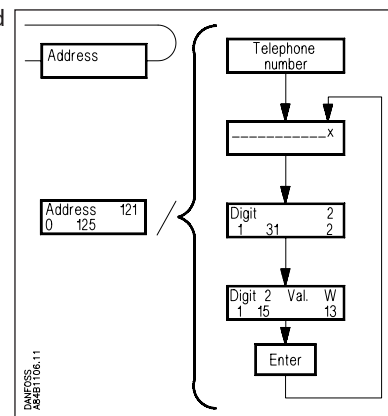 d
Address
Address 121
0 125
Telephone
number
___________x
Digit 2
1 31 2
Digit 2 Val. W
1 15 13
Enter
DANFOSS
A84B1106.11